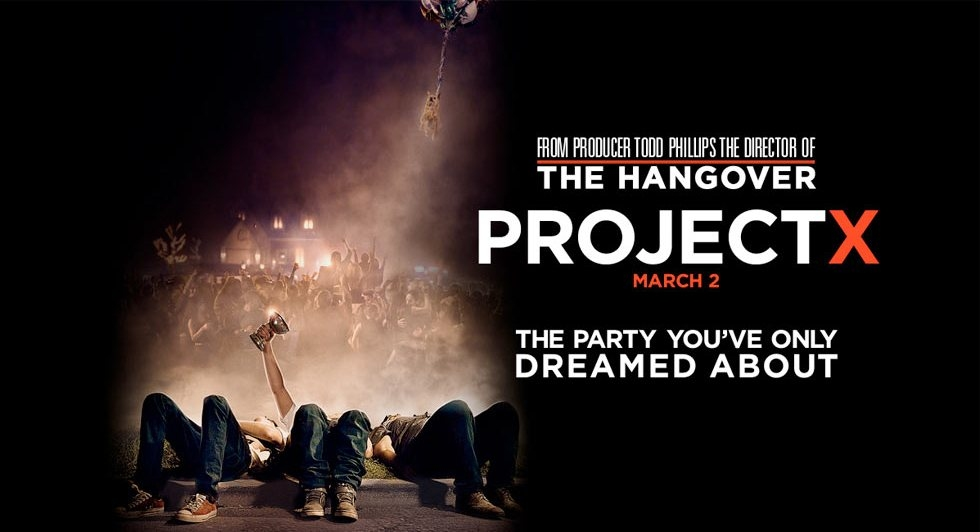 FROM PRODUCER TODD PHILLIPS THE DIRECTOR OF
THE HANGOVER
PROJECTX
MARCH 2
THE PARTY YOU'VE ONLY
DREAMED ABOUT